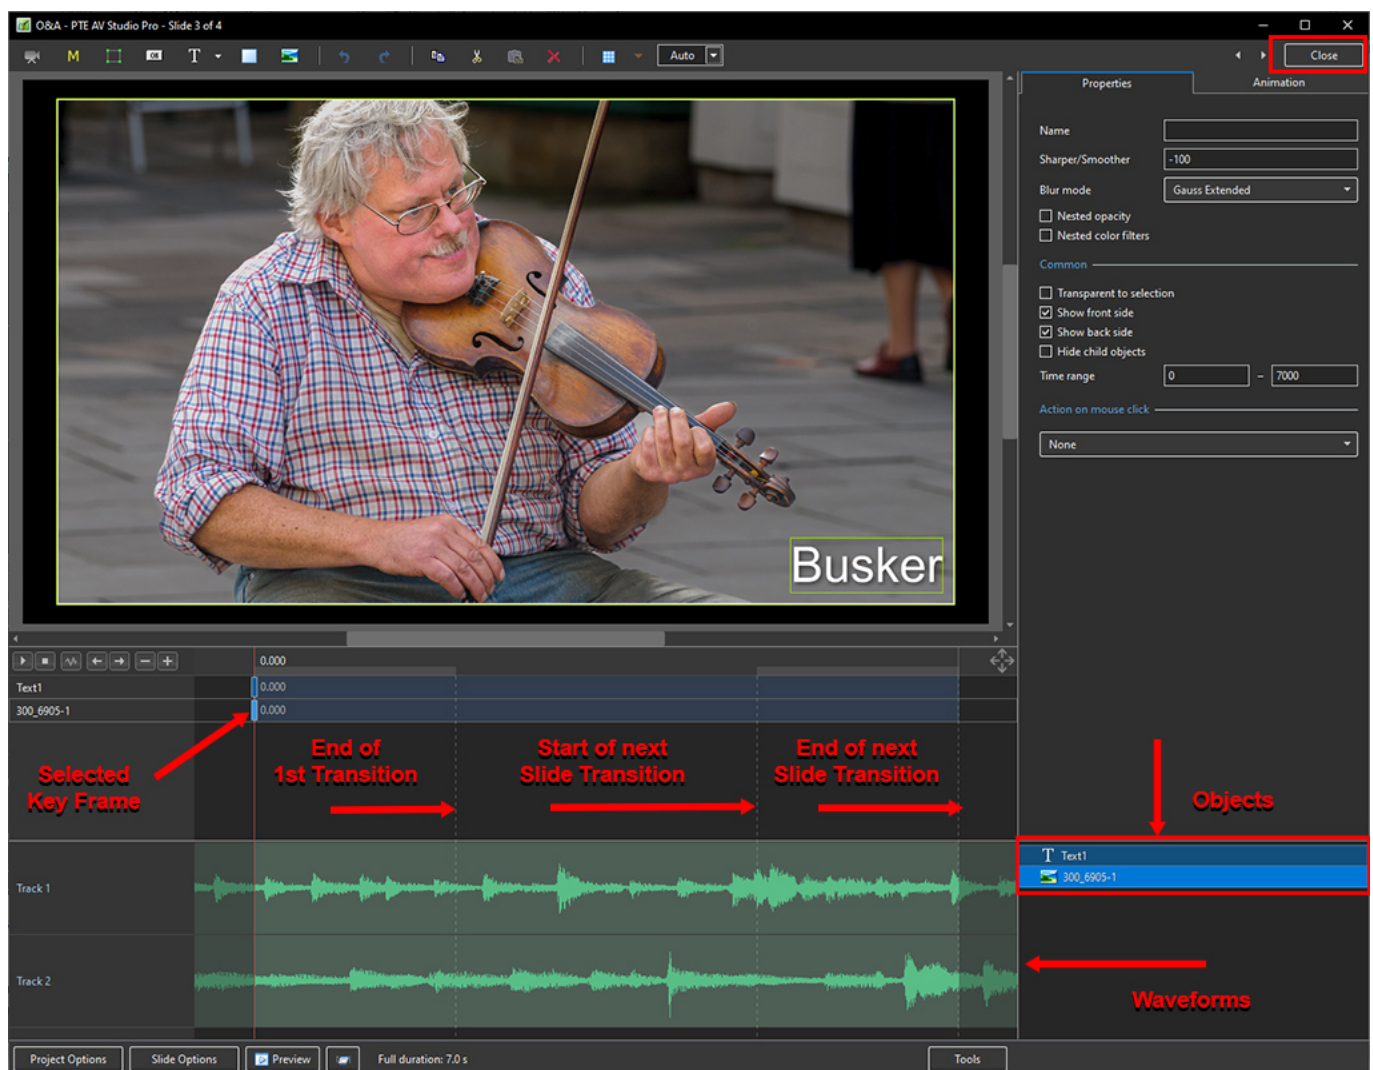 O&A - PTE AV Studio Pro - Slide 3 of 4
M
OK
T
Auto
Close
Properties
Animation
Name
Sharper/Smoother
-100
Blur mode
Gauss Extended
Nested opacity
Nested color filters
Common
Transparent to selection
Show front side
Show back side
Hide child objects
Time range
0
–
7000
Action on mouse click
None
Busker
0.000
Text1
0.000
300_6905-1
0.000
Selected
Key Frame
End of
1st Transition
Start of next
Slide Transition
End of next
Slide Transition
Objects
T Text1
300_6905-1
Track 1
Track 2
Waveforms
Project Options
Slide Options
Preview
Full duration: 7.0 s
Tools